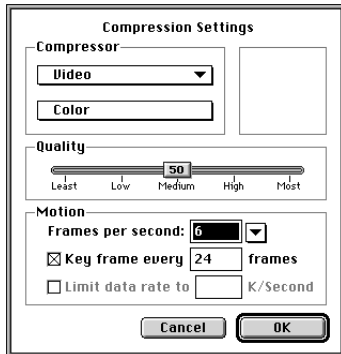 Compression Settings
Compressor
Video
Color
Quality
50
Least Low Medium High Most
Motion
Frames per second: 6
Key frame every 24 frames
Limit data rate to K/Second
Cancel OK